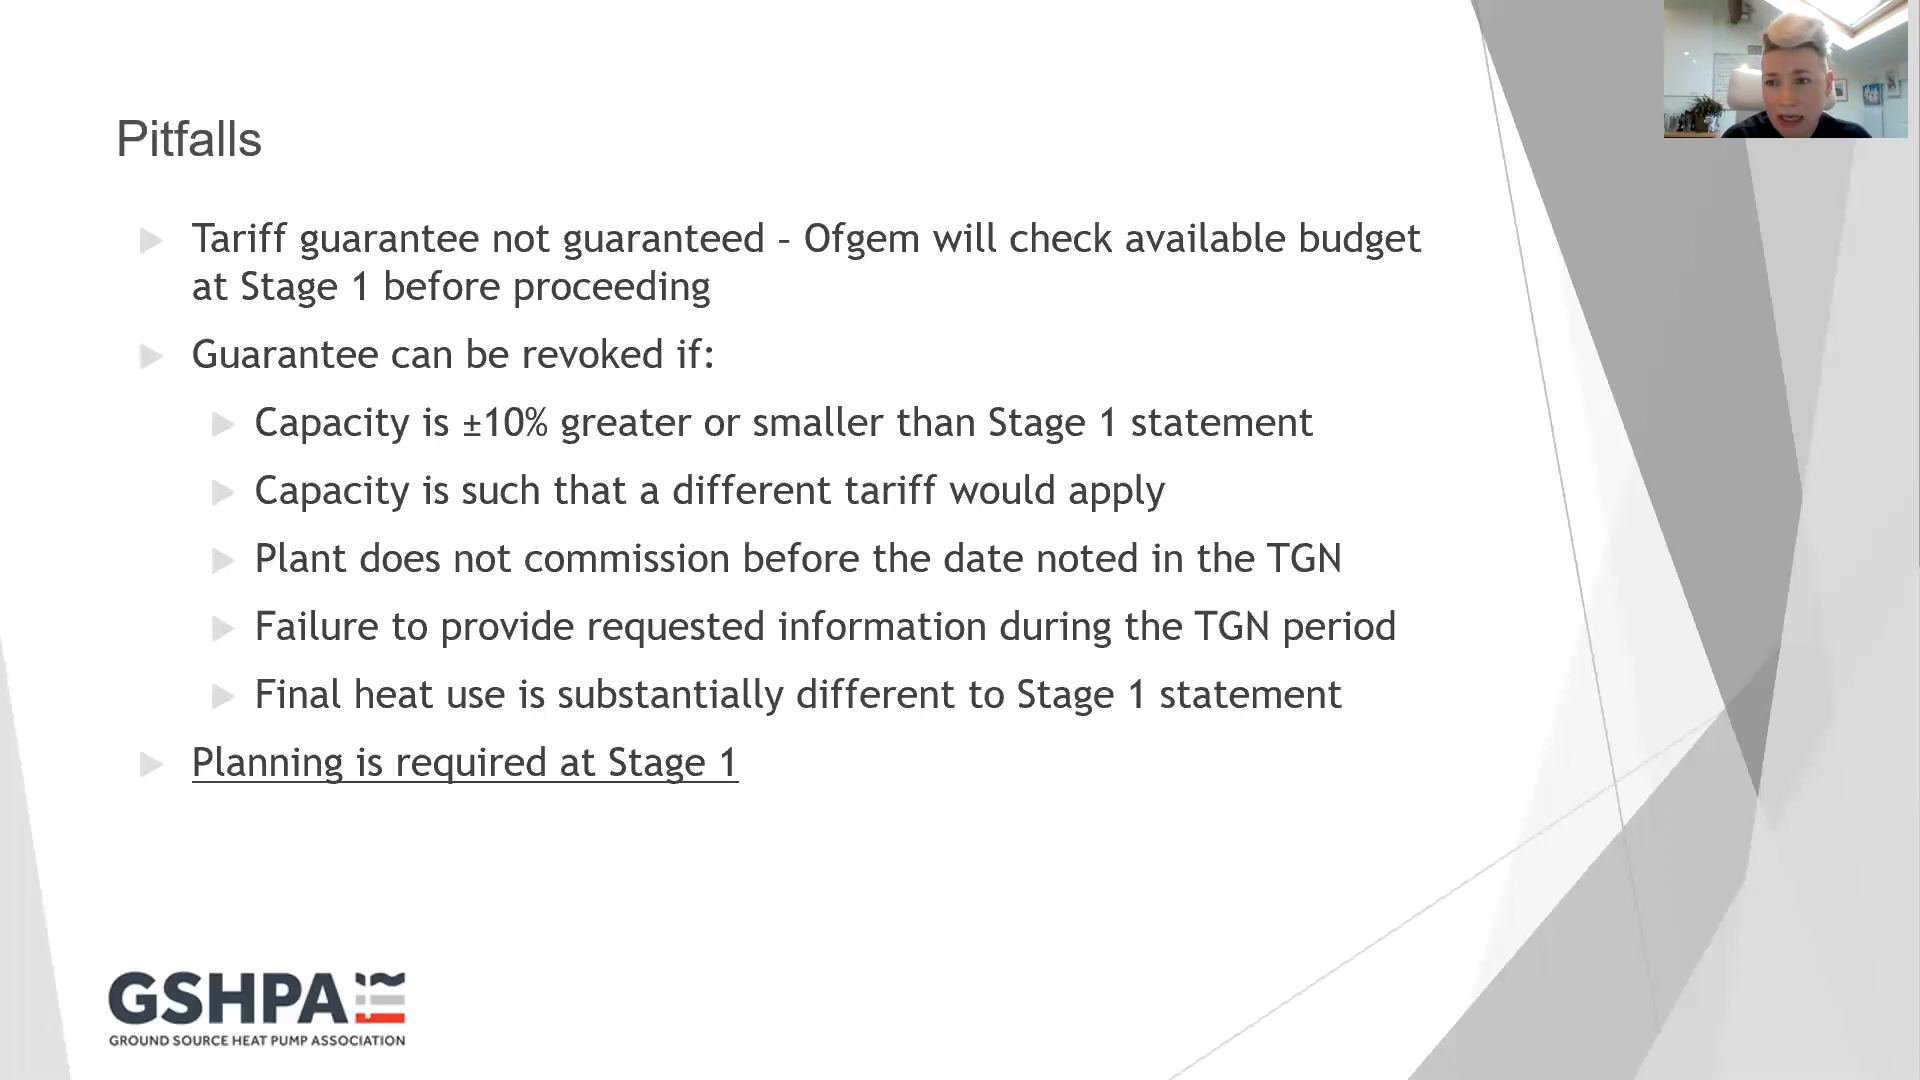 Pitfalls
Tariff guarantee not guaranteed – Ofgem will check available budget
at Stage 1 before proceeding
Guarantee can be revoked if:
Capacity is ±10% greater or smaller than Stage 1 statement
Capacity is such that a different tariff would apply
Plant does not commission before the date noted in the TGN
Failure to provide requested information during the TGN period
Final heat use is substantially different to Stage 1 statement
Planning is required at Stage 1
GSHPA
GROUND SOURCE HEAT PUMP ASSOCIATION